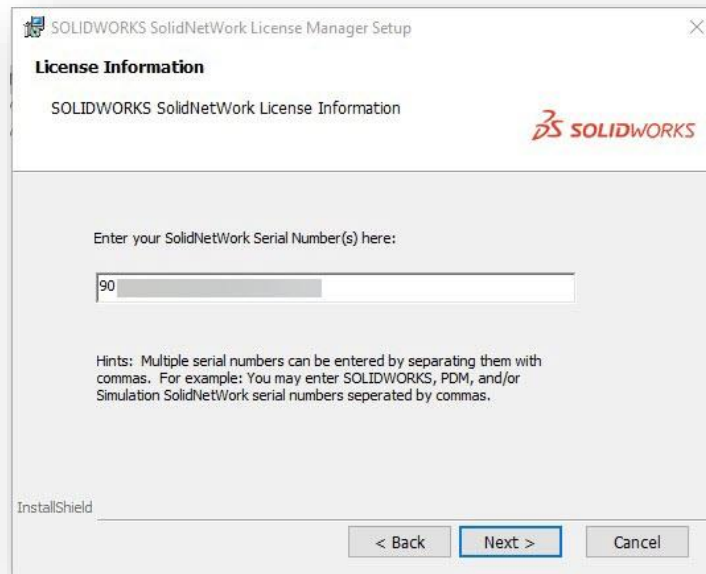 SOLIDWORKS SolidNetWork License Manager Setup
License Information
SOLIDWORKS SolidNetWork License Information
SOLIDWORKS
Enter your SolidNetWork Serial Number(s) here:
90
Hints: Multiple serial numbers can be entered by separating them with
commas. For example: You may enter SOLIDWORKS, PDM, and/or
Simulation SolidNetWork serial numbers seperated by commas.
InstallShield
< Back Next > Cancel